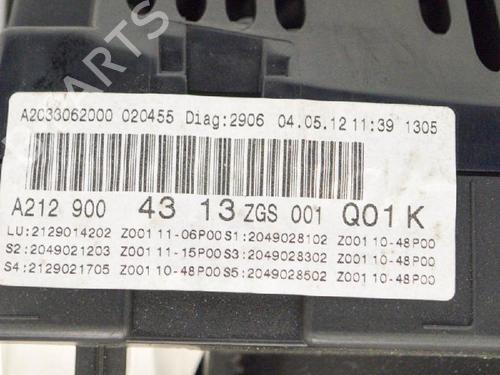 PARTS
A2033062000 020455 Diag:2906 04.05.12 11:39 1305
A212 900 43 13 ZGS 001 Q01 K
LU:2129014202 Z001 11-06P00 S1:2049028102 Z001 10-48P00
S2:2049021203 Z001 11-15P00 S3:2049028302 Z001 10-48P00
S4:2129021705 Z001 10-48P00 S5:2049028502 Z001 10-48P00